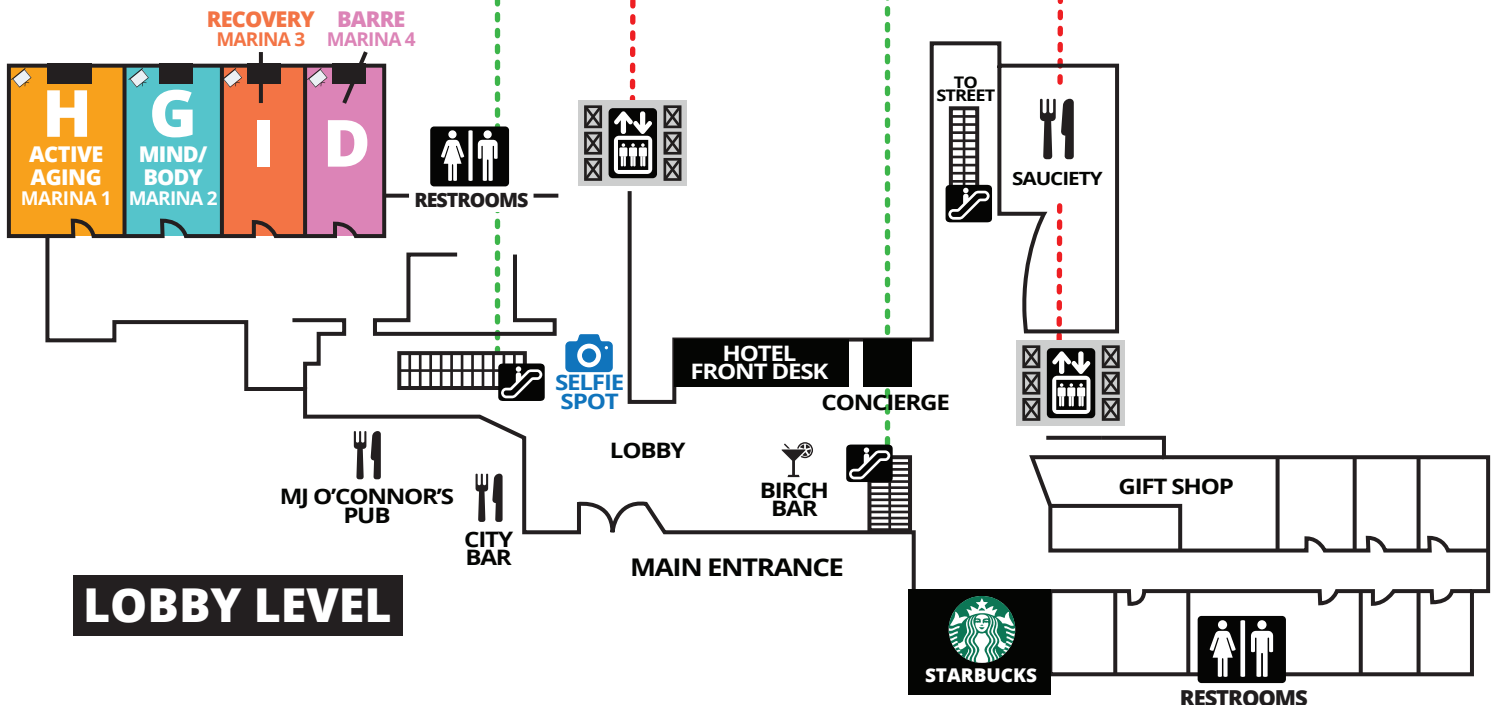 RECOVERY
MARINA 3
BARRE
MARINA 4
H
ACTIVE
AGING
MARINA 1
G
MIND/
BODY
MARINA 2
I
D
RESTROOMS
TO
STREET
SAUCIETY
SELFIE
SPOT
HOTEL
FRONT DESK
CONCIERGE
LOBBY
MJ O'CONNOR'S
PUB
CITY
BAR
BIRCH
BAR
GIFT SHOP
MAIN ENTRANCE
LOBBY LEVEL
STARBUCKS
RESTROOMS